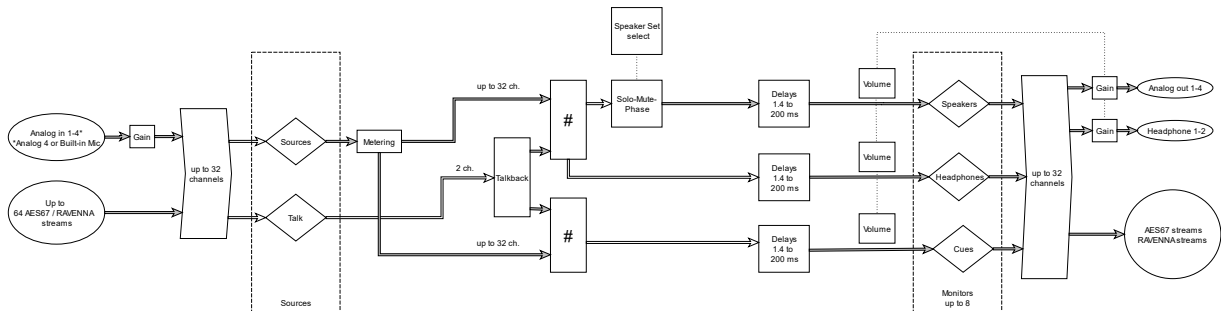 Speaker Set
select
Volume
up to 32 ch.
#
Solo-Mute-
Phase
Delays
1.4 to
200 ms
Speakers
Gain
Analog out 1-4
Analog in 1-4*
*Analog 4 or Built-in Mic.
Gain
Sources
Metering
Gain
Headphone 1-2
up to 32
channels
2 ch.
Talkback
Volume
Delays
1.4 to
200 ms
Headphones
up to 32
channels
Up to
64 AES67 / RAVENNA
streams
Talk
up to 32 ch.
#
Delays
1.4 to
200 ms
Volume
Cues
AES67 streams
RAVENNA streams
Sources
Monitors
up to 8